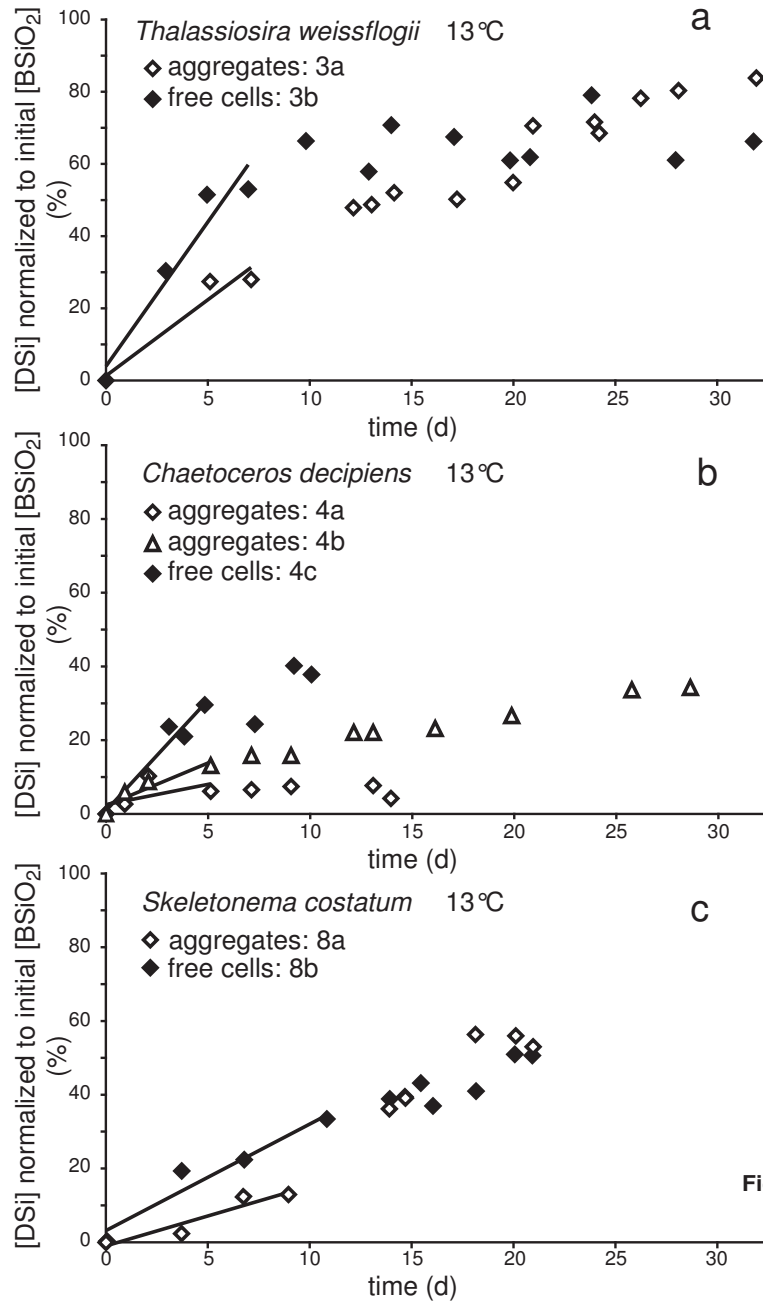 Thalassiosira weissflogii 13°C
a
◇ aggregates: 3a
◆ free cells: 3b
[DSi] normalized to initial [BSiO2]
(%)
100
80
60
40
20
0
0 5 10 15 20 25 30
time (d)
Chaetoceros decipiens 13°C
b
◇ aggregates: 4a
△ aggregates: 4b
◆ free cells: 4c
[DSi] normalized to initial [BSiO2]
(%)
100
80
60
40
20
0
0 5 10 15 20 25 30
time (d)
Skeletonema costatum 13°C
c
◇ aggregates: 8a
◆ free cells: 8b
[DSi] normalized to initial [BSiO2]
(%)
100
80
60
40
20
0
0 5 10 15 20 25 30
time (d)
Fi